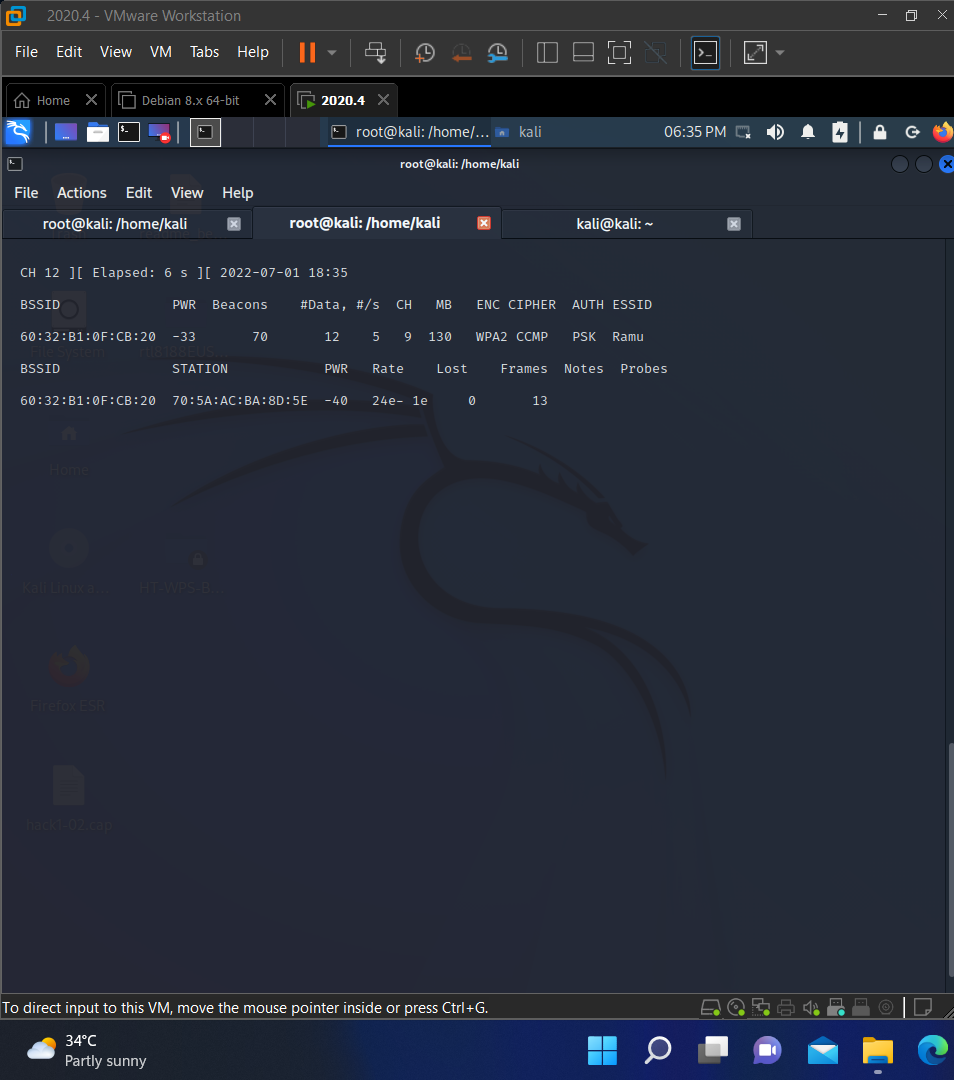 2020.4 - VMware Workstation
File Edit View VM Tabs Help
Home Debian 8.x 64-bit 2020.4
root@kali: /home/... kali 06:35 PM
root@kali: /home/kali
File Actions Edit View Help
root@kali: /home/kali root@kali: /home/kali kali@kali: ~
CH 12 ][ Elapsed: 6 s ][ 2022-07-01 18:35
BSSID PWR Beacons #Data, #/s CH MB ENC CIPHER AUTH ESSID
60:32:B1:0F:CB:20 -33 70 12 5 9 130 WPA2 CCMP PSK Ramu
File System
BSSID STATION PWR Rate Lost Frames Notes Probes
60:32:B1:0F:CB:20 70:5A:AC:BA:8D:5E -40 24e- 1e 0 13
Home
Kali Linux a... HT-WPS-B...
Firefox ESR
hack1-02.cap
To direct input to this VM, move the mouse pointer inside or press Ctrl+G.
34°C
Partly sunny